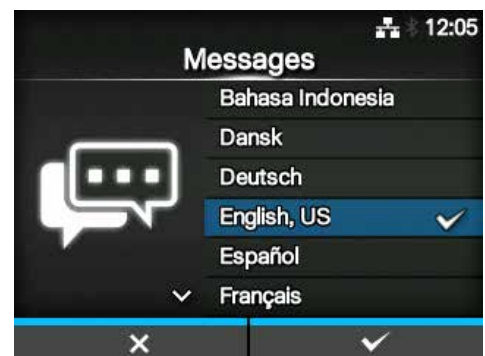 12:05
Messages
Bahasa Indonesia
Dansk
Deutsch
English, US
Español
Français